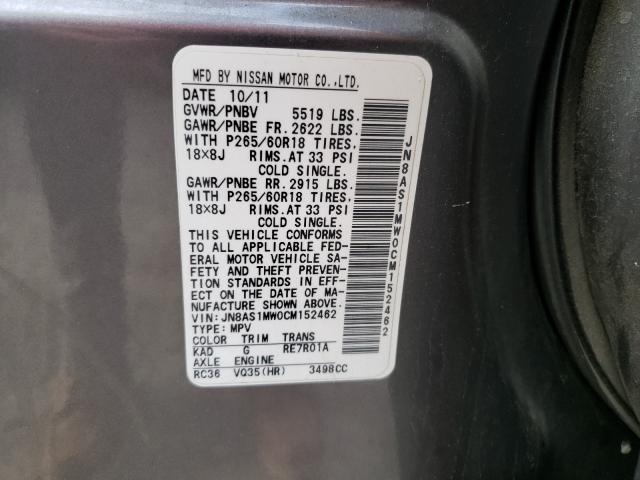 MFD BY NISSAN MOTOR CO.,LTD.
DATE 10/11
GVWR/PNBV 5519 LBS.
GAWR/PNBE FR. 2622 LBS.
WITH P265/60R18 TIRES,
18X8J RIMS, AT 33 PSI
COLD SINGLE.
GAWR/PNBE RR. 2915 LBS.
WITH P265/60R18 TIRES,
18X8J RIMS, AT 33 PSI
COLD SINGLE.
THIS VEHICLE CONFORMS
TO ALL APPLICABLE FED-
ERAL MOTOR VEHICLE SA-
FETY AND THEFT PREVEN-
TION STANDARDS IN EFF-
ECT ON THE DATE OF MA-
NUFACTURE SHOWN ABOVE.
VIN: JN8AS1MW0CM152462
TYPE: MPV
COLOR TRIM TRANS
KAD G RE7R01A
AXLE ENGINE
RC36 VQ35(HR) 3498CC
JN8AS1MW0CM152462